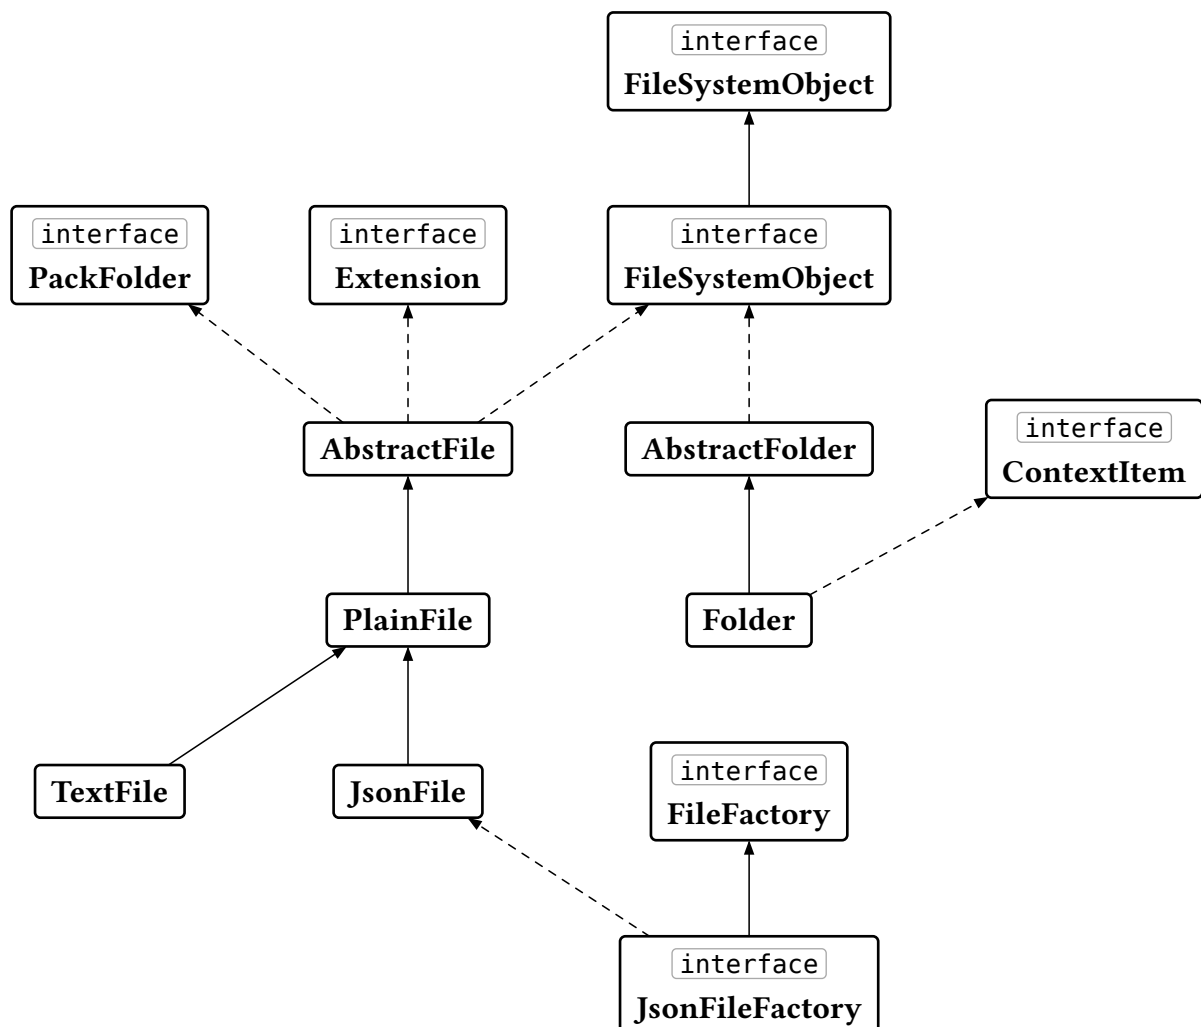 interface
FileSystemObject
interface
PackFolder
interface
Extension
interface
FileSystemObject
AbstractFile
AbstractFolder
interface
ContextItem
PlainFile
Folder
TextFile
JsonFile
interface
FileFactory
interface
JsonFileFactory